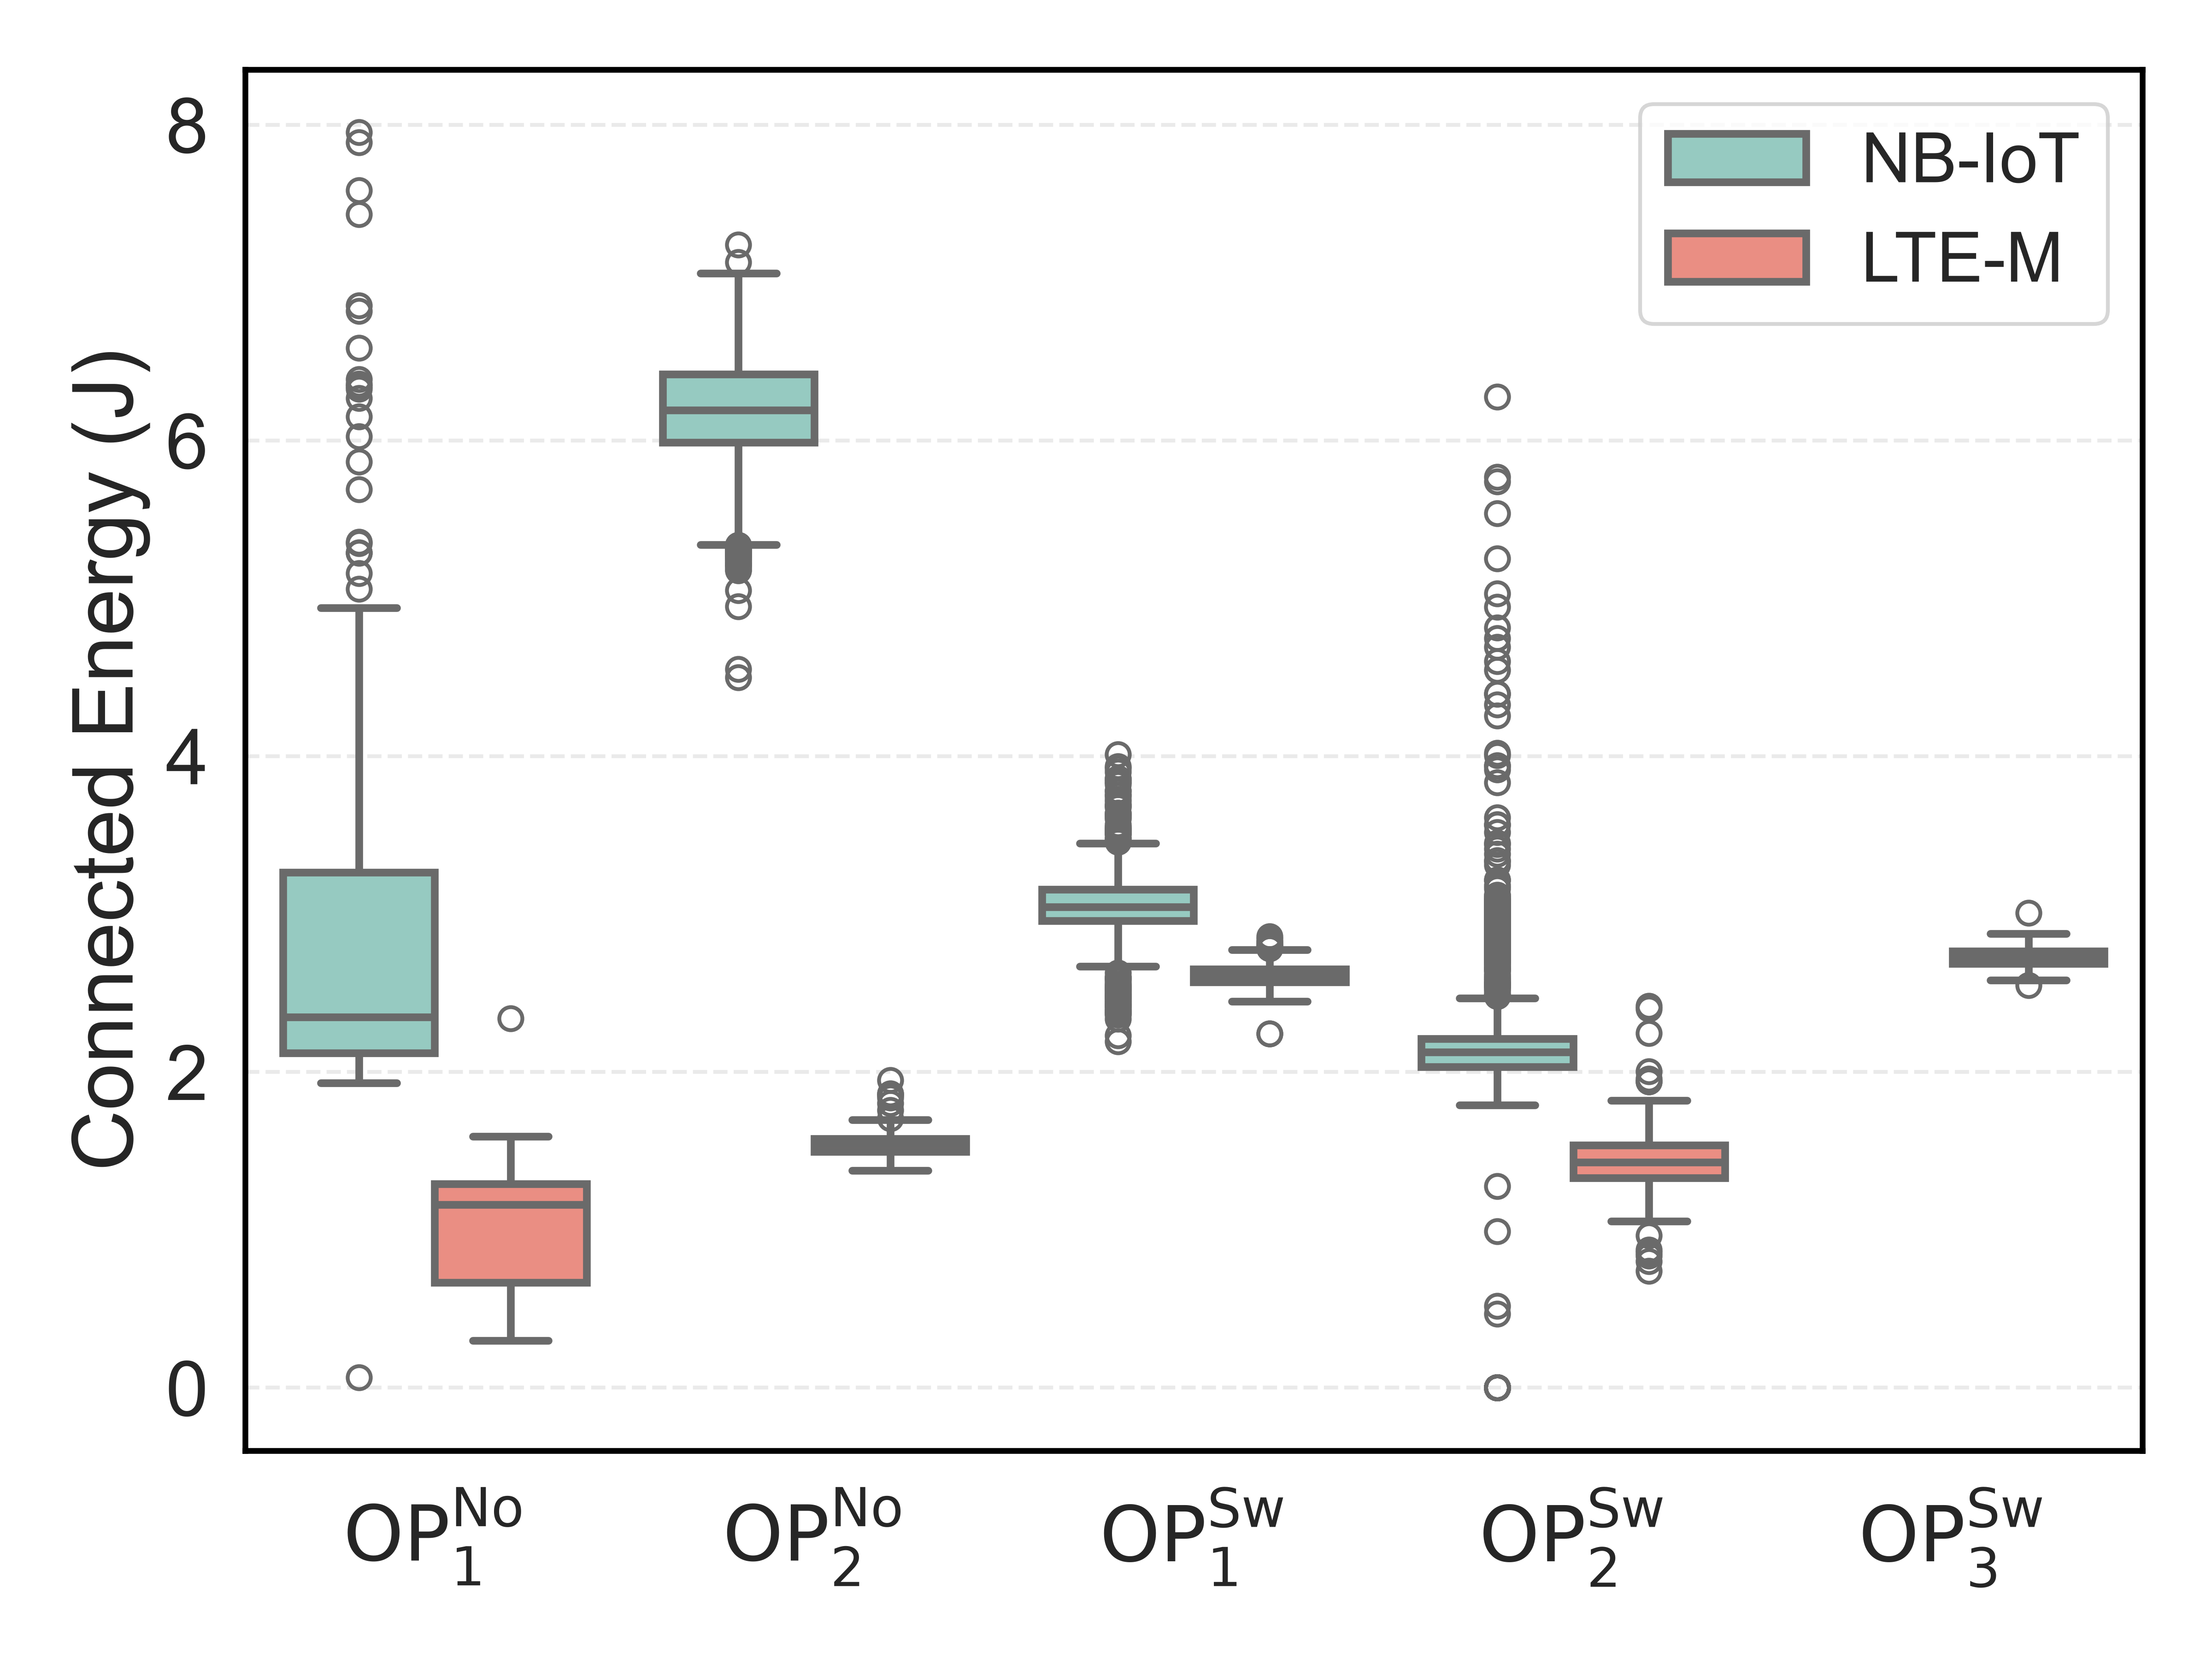 Connected Energy (J)
8
6
4
2
0
NB-IoT
LTE-M
OP₁ᴺᵒ
OP₂ᴺᵒ
OP₁ˢʷ
OP₂ˢʷ
OP₃ˢʷ